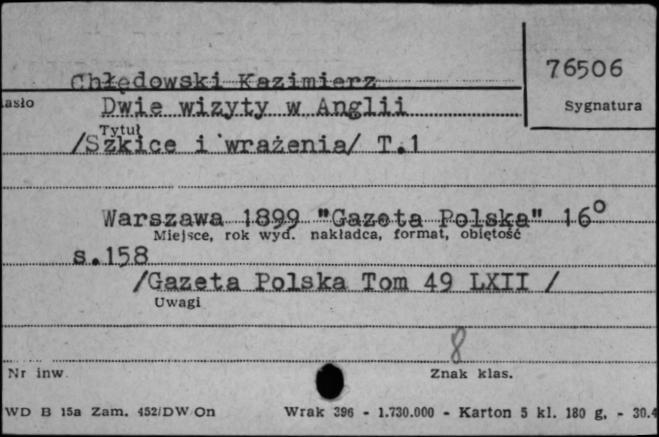 Chłędowski Kazimierz
76506
asło
Dwie wizyty w Anglii
Sygnatura
Tytuł
/Szkice i wrażenia/ T.1
Warszawa 1899 "Gazeta Polska" 16°
Miejsce, rok wyd. nakładca, format, objętość
s.158
/Gazeta Polska Tom 49 LXII /
Uwagi
8
Nr inw.
Znak klas.
WD B 15a Zam. 452/DW On Wrak 396 - 1.730.000 - Karton 5 kl. 180 g. - 30.4